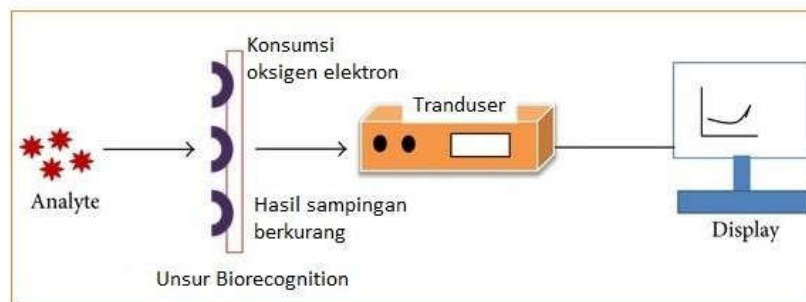 Konsumsi
oksigen elektron
Tranduser
Analyte
Hasil sampingan
berkurang
Unsur Biorecognition
Display